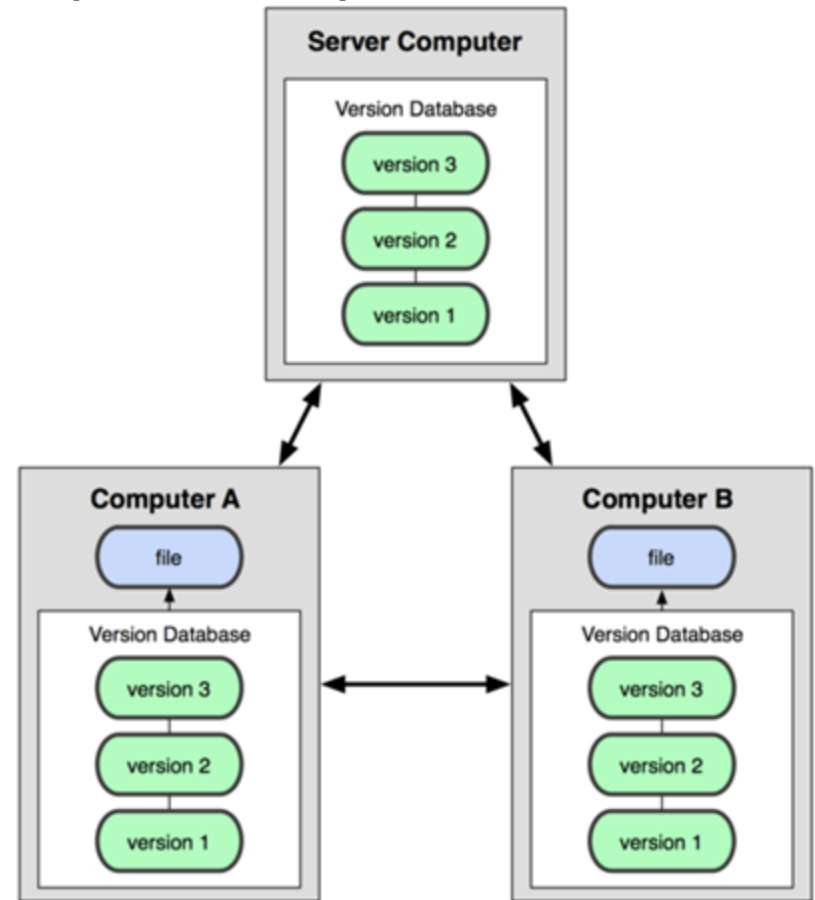 Server Computer
Version Database
version 3
version 2
version 1
Computer A
file
Version Database
version 3
version 2
version 1
Computer B
file
Version Database
version 3
version 2
version 1